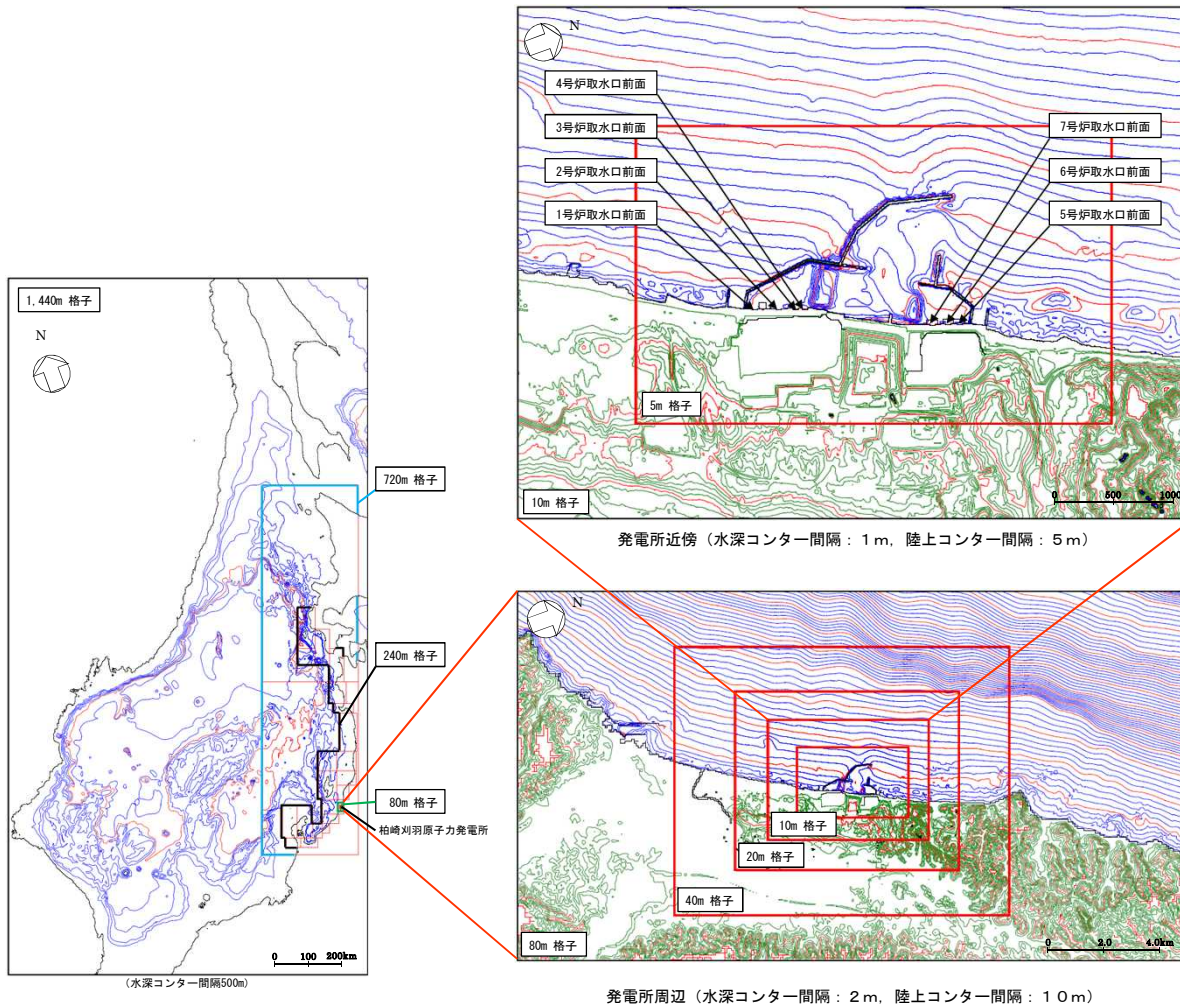 1,440m 格子
N
720m 格子
240m 格子
80m 格子
柏崎刈羽原子力発電所
0 100 200km
(水深コンター間隔500m)
N
4号炉取水口前面
3号炉取水口前面
2号炉取水口前面
1号炉取水口前面
7号炉取水口前面
6号炉取水口前面
5号炉取水口前面
5m 格子
10m 格子
0 500 1000
発電所近傍（水深コンター間隔：１ｍ，陸上コンター間隔：５ｍ）
N
10m 格子
20m 格子
40m 格子
80m 格子
0 2.0 4.0km
発電所周辺（水深コンター間隔：２ｍ，陸上コンター間隔：１０ｍ）